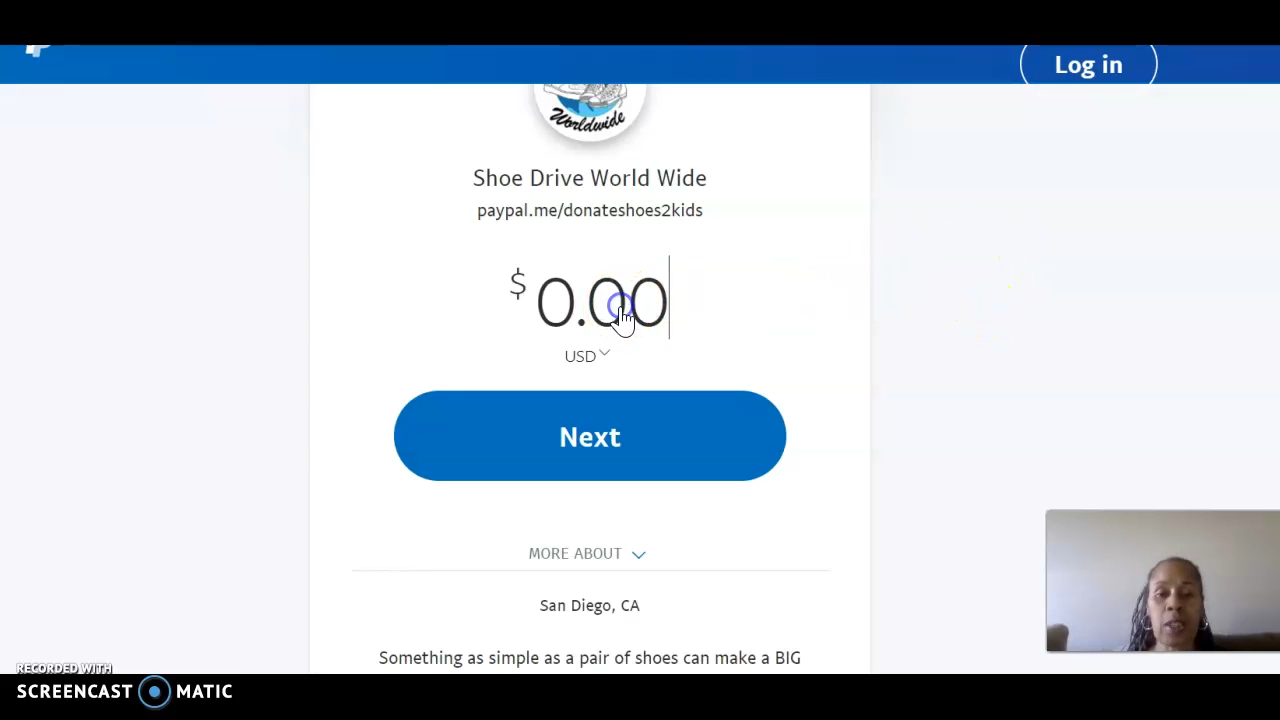 Log in
Worldwide
Shoe Drive World Wide
paypal.me/donateshoes2kids
$ 0.00
USD
Next
MORE ABOUT
San Diego, CA
Something as simple as a pair of shoes can make a BIG
RECORDED WITH
SCREENCAST MATIC